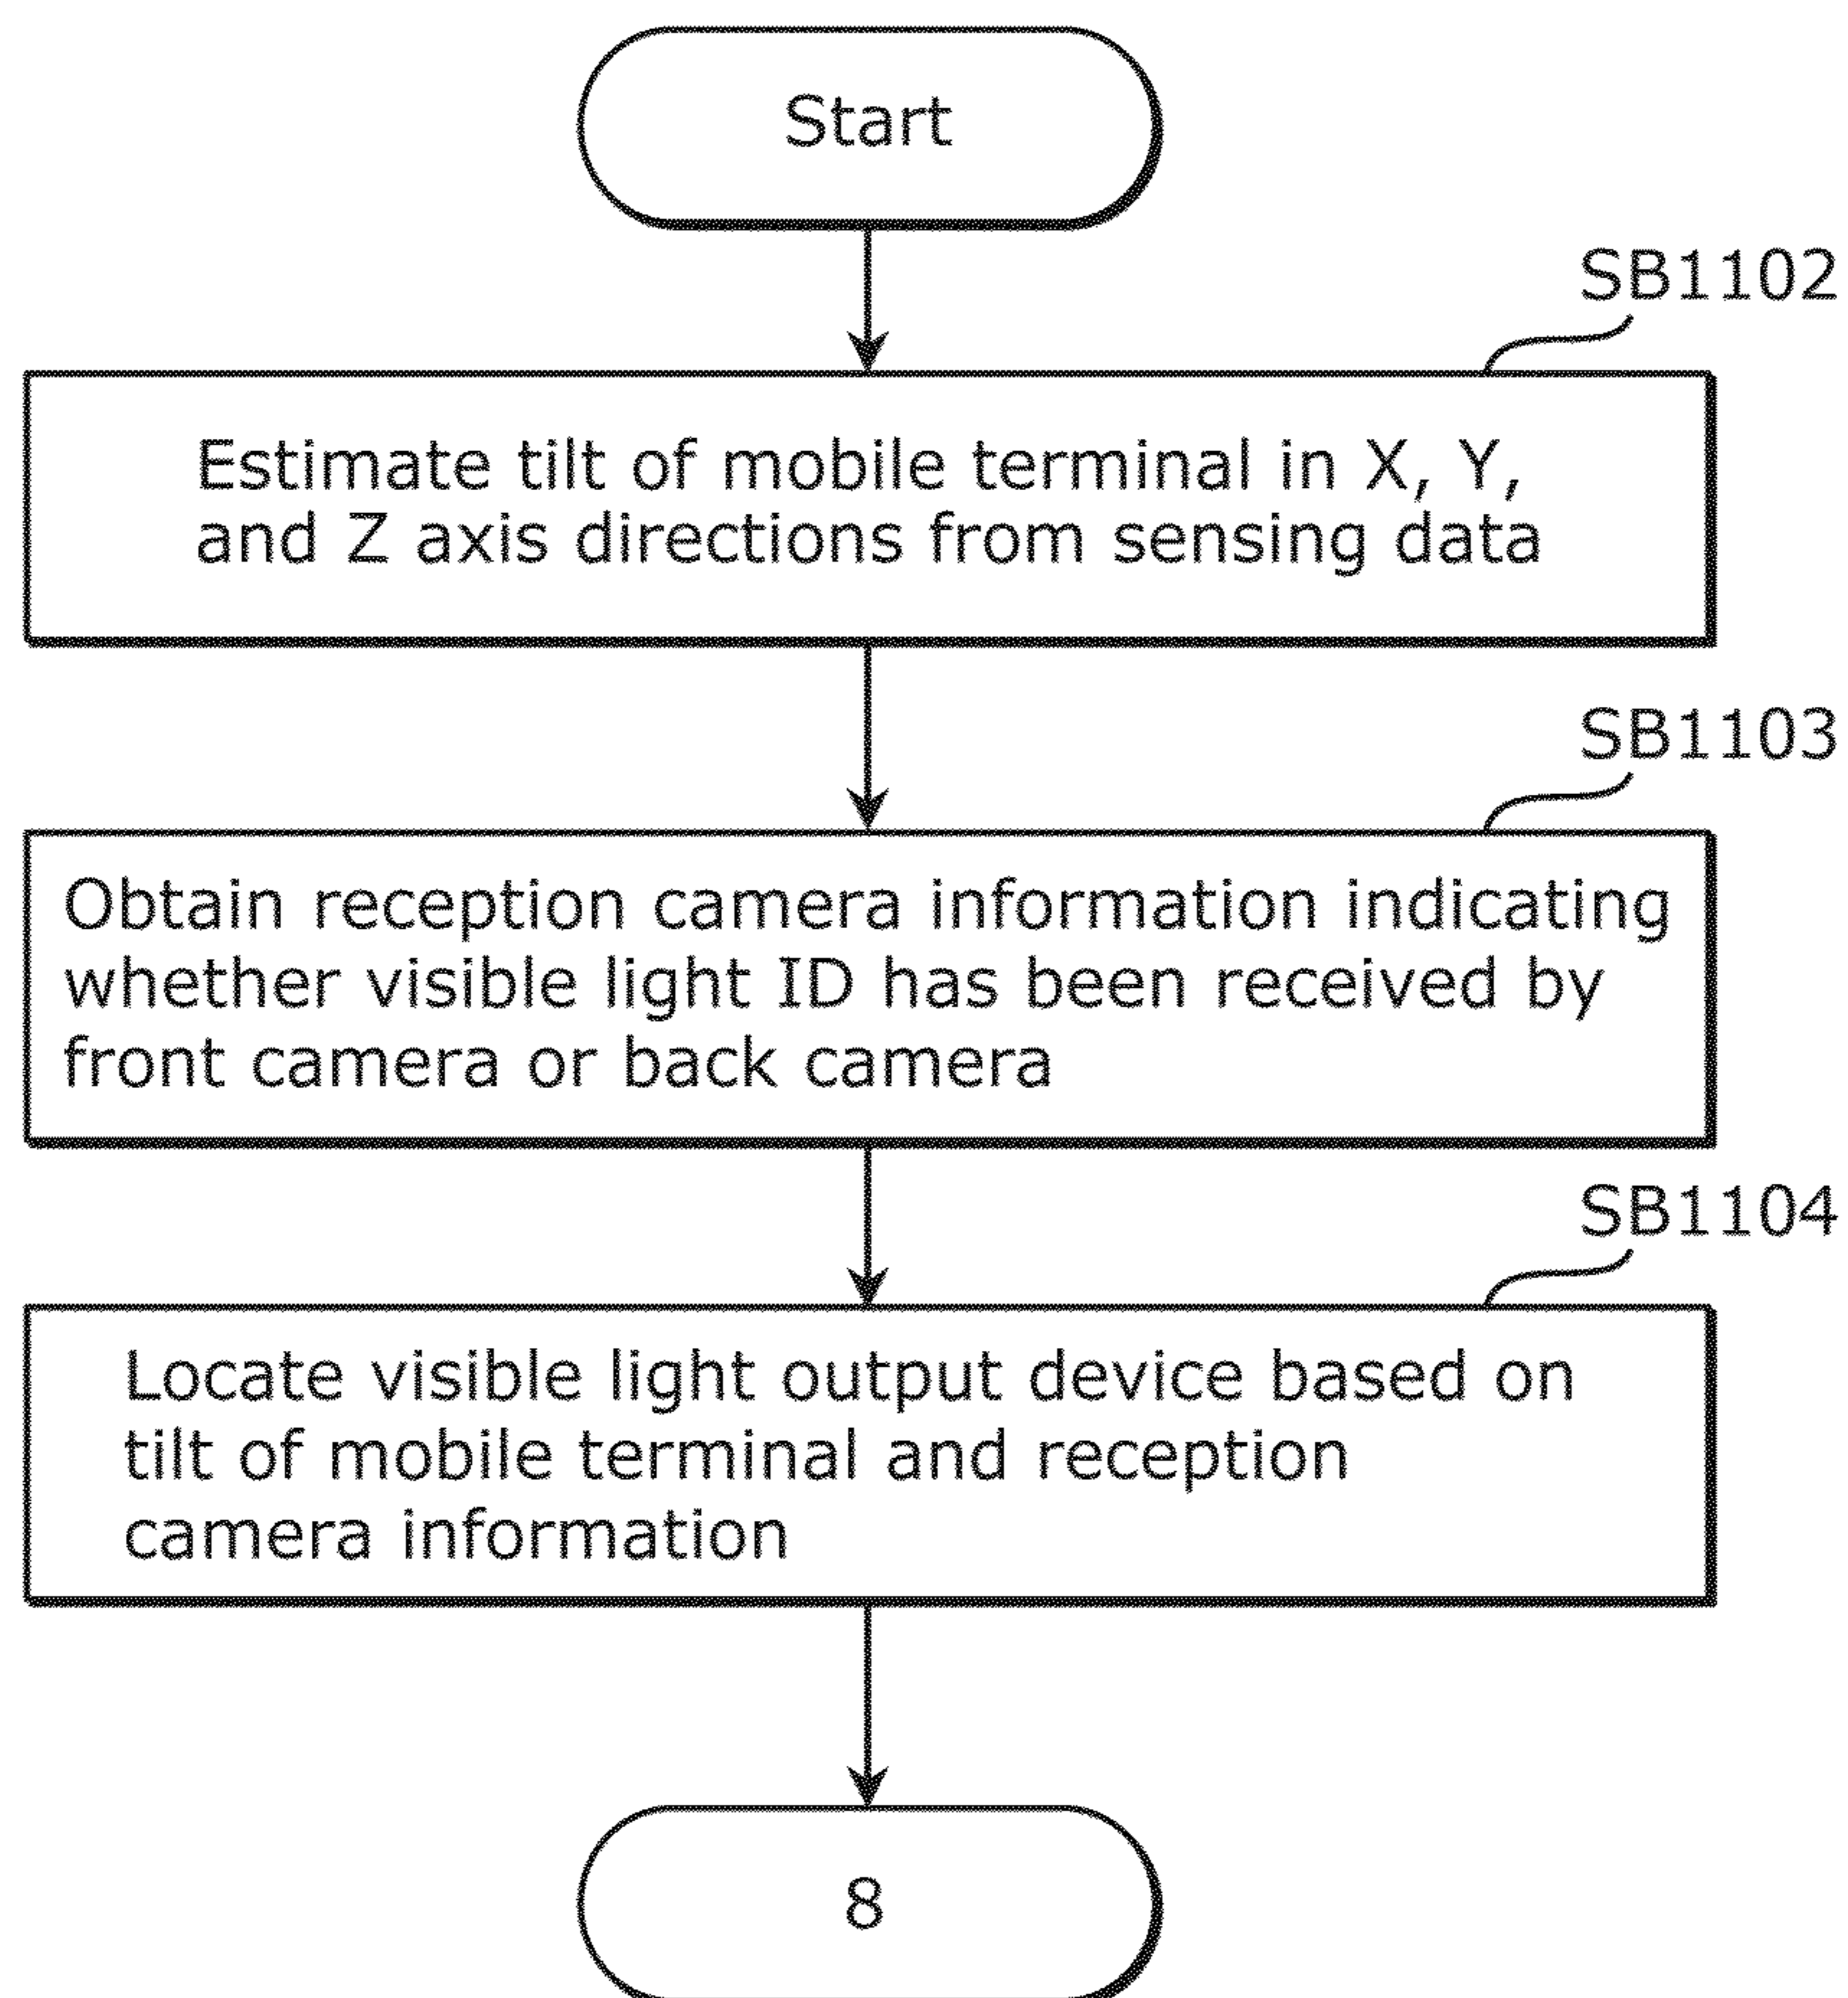 Start
SB1102
Estimate tilt of mobile terminal in X, Y,
and Z axis directions from sensing data
SB1103
Obtain reception camera information indicating
whether visible light ID has been received by
front camera or back camera
SB1104
Locate visible light output device based on
tilt of mobile terminal and reception
camera information
8